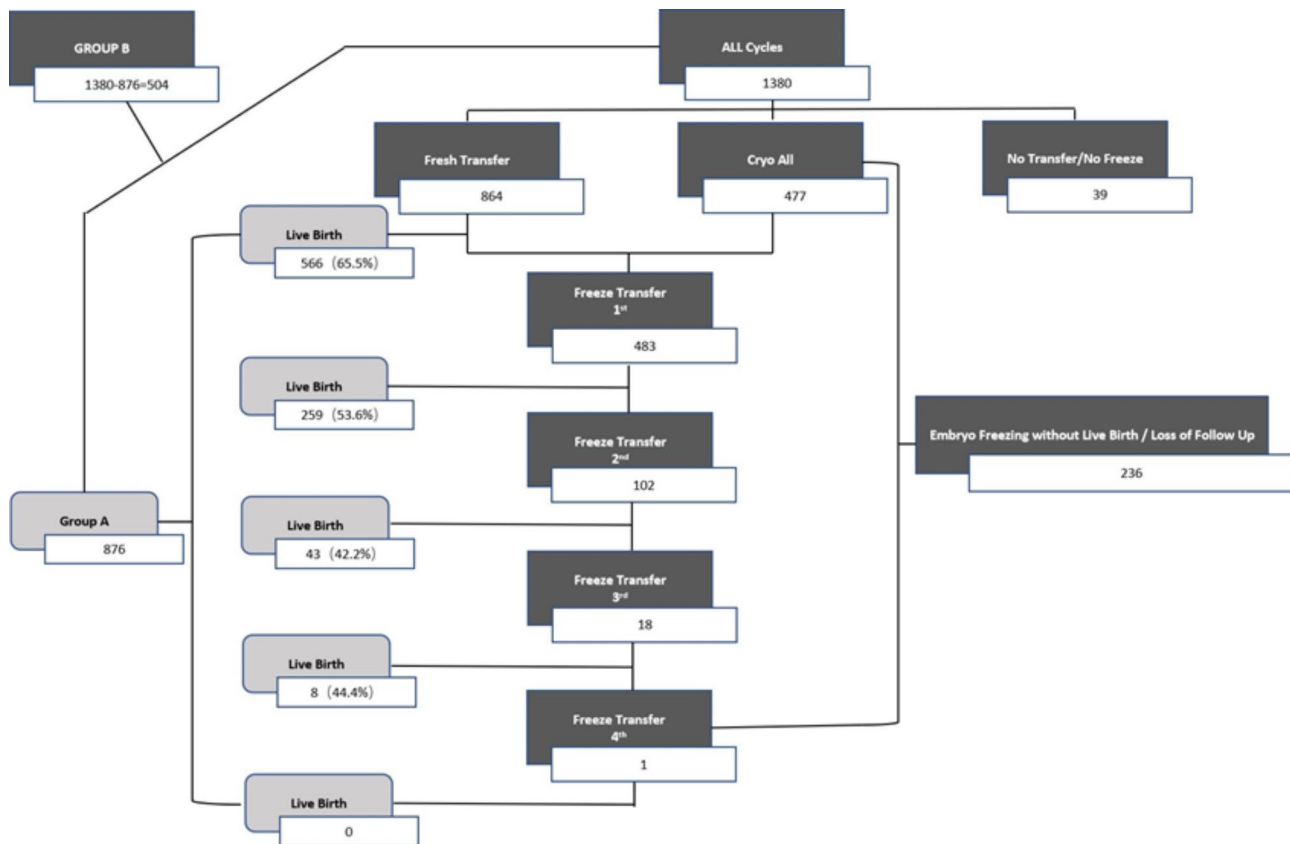 GROUP B
1380-876=504
ALL Cycles
1380
Fresh Transfer
864
Cryo All
477
No Transfer/No Freeze
39
Live Birth
566（65.5%）
Freeze Transfer
1st
483
Live Birth
259（53.6%）
Freeze Transfer
2nd
102
Embryo Freezing without Live Birth / Loss of Follow Up
236
Group A
876
Live Birth
43（42.2%）
Freeze Transfer
3rd
18
Live Birth
8（44.4%）
Freeze Transfer
4th
1
Live Birth
0